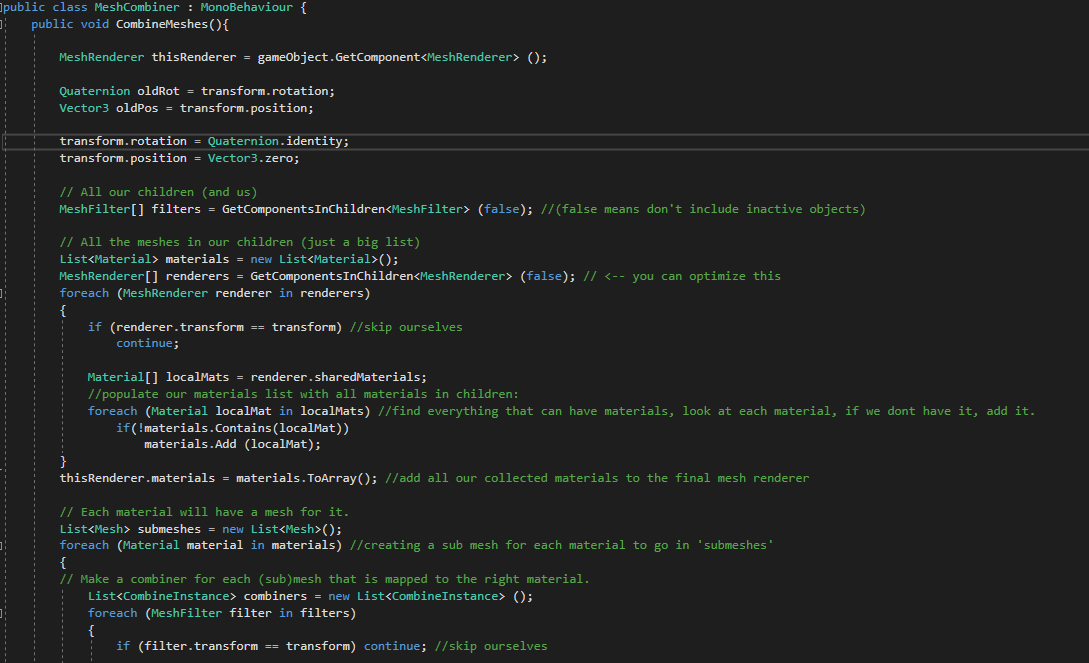 public class MeshCombiner : MonoBehaviour {
public void CombineMeshes(){
MeshRenderer thisRenderer = gameObject.GetComponent<MeshRenderer> ();
Quaternion oldRot = transform.rotation;
Vector3 oldPos = transform.position;
transform.rotation = Quaternion.identity;
transform.position = Vector3.zero;
// All our children (and us)
MeshFilter[] filters = GetComponentsInChildren<MeshFilter> (false); //(false means don't include inactive objects)
// All the meshes in our children (just a big list)
List<Material> materials = new List<Material>();
MeshRenderer[] renderers = GetComponentsInChildren<MeshRenderer> (false); // <-- you can optimize this
foreach (MeshRenderer renderer in renderers)
{
if (renderer.transform == transform) //skip ourselves
continue;
Material[] localMats = renderer.sharedMaterials;
//populate our materials list with all materials in children:
foreach (Material localMat in localMats) //find everything that can have materials, look at each material, if we dont have it, add it.
if(!materials.Contains(localMat))
materials.Add (localMat);
}
thisRenderer.materials = materials.ToArray(); //add all our collected materials to the final mesh renderer
// Each material will have a mesh for it.
List<Mesh> submeshes = new List<Mesh>();
foreach (Material material in materials) //creating a sub mesh for each material to go in 'submeshes'
{
// Make a combiner for each (sub)mesh that is mapped to the right material.
List<CombineInstance> combiners = new List<CombineInstance> ();
foreach (MeshFilter filter in filters)
{
if (filter.transform == transform) continue; //skip ourselves